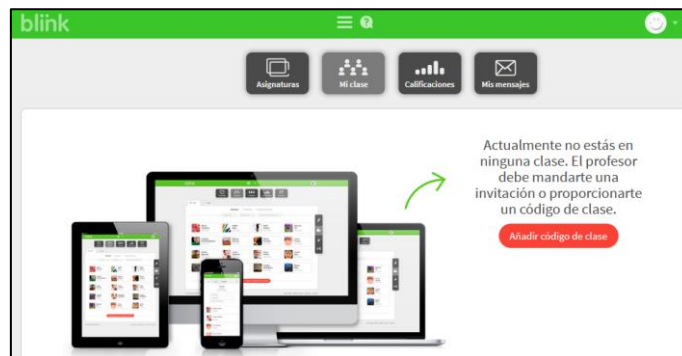 blink
Asignaturas
Mi clase
Calificaciones
Mis mensajes
Actualmente no estás en
ninguna clase. El profesor
debe mandarte una
invitación o proporcionarte
un código de clase.
Añadir código de clase